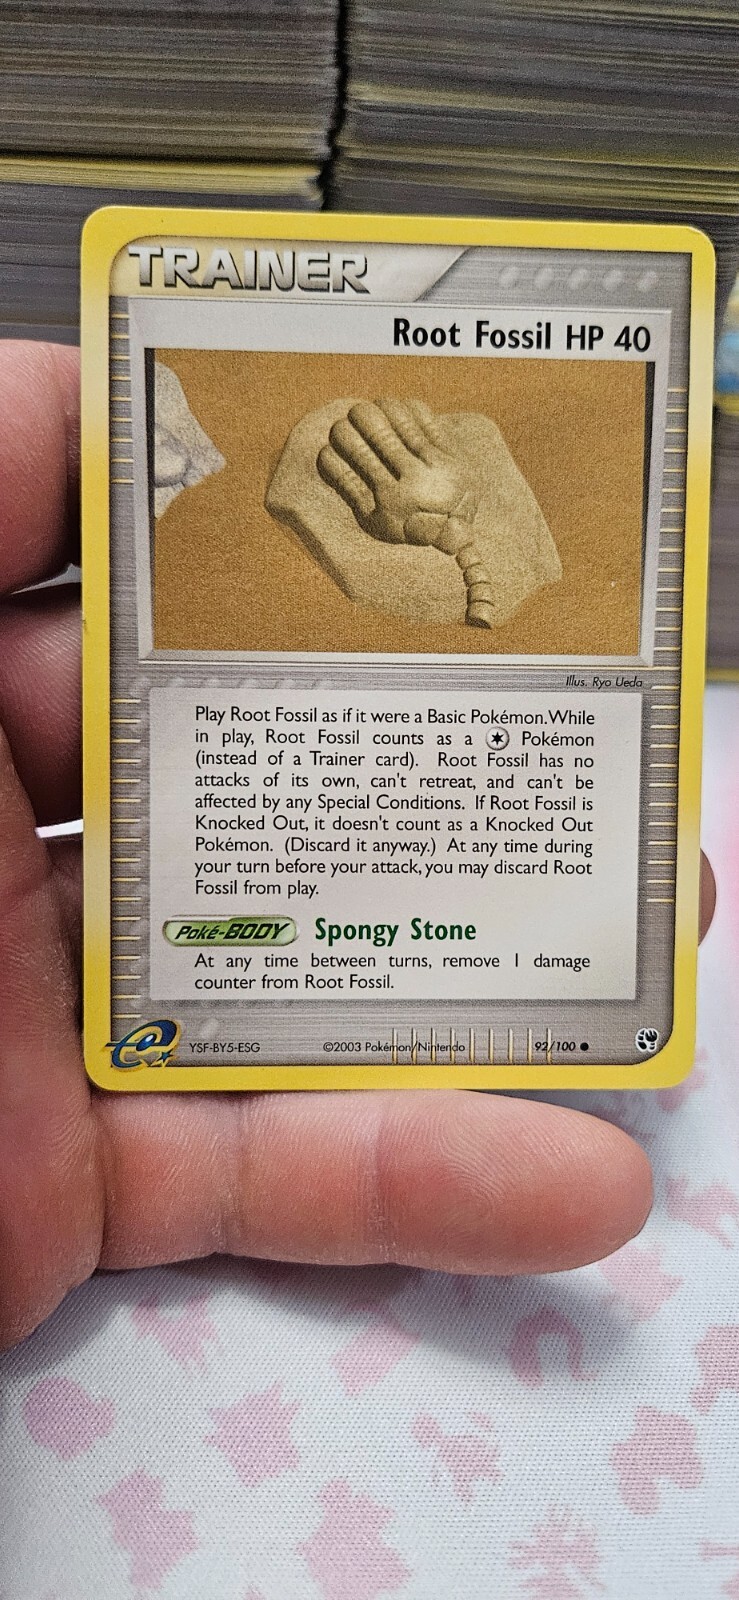 TRAINER
Root Fossil HP 40
Illus. Ryo Ueda
Play Root Fossil as if it were a Basic Pokémon.While
in play, Root Fossil counts as a Pokémon
(instead of a Trainer card). Root Fossil has no
attacks of its own, can't retreat, and can't be
affected by any Special Conditions. If Root Fossil is
Knocked Out, it doesn't count as a Knocked Out
Pokémon. (Discard it anyway.) At any time during
your turn before your attack, you may discard Root
Fossil from play.
Poké-BODY Spongy Stone
At any time between turns, remove 1 damage
counter from Root Fossil.
e YSF-BY5-ESG ©2003 Pokémon/Nintendo 92/100 ●